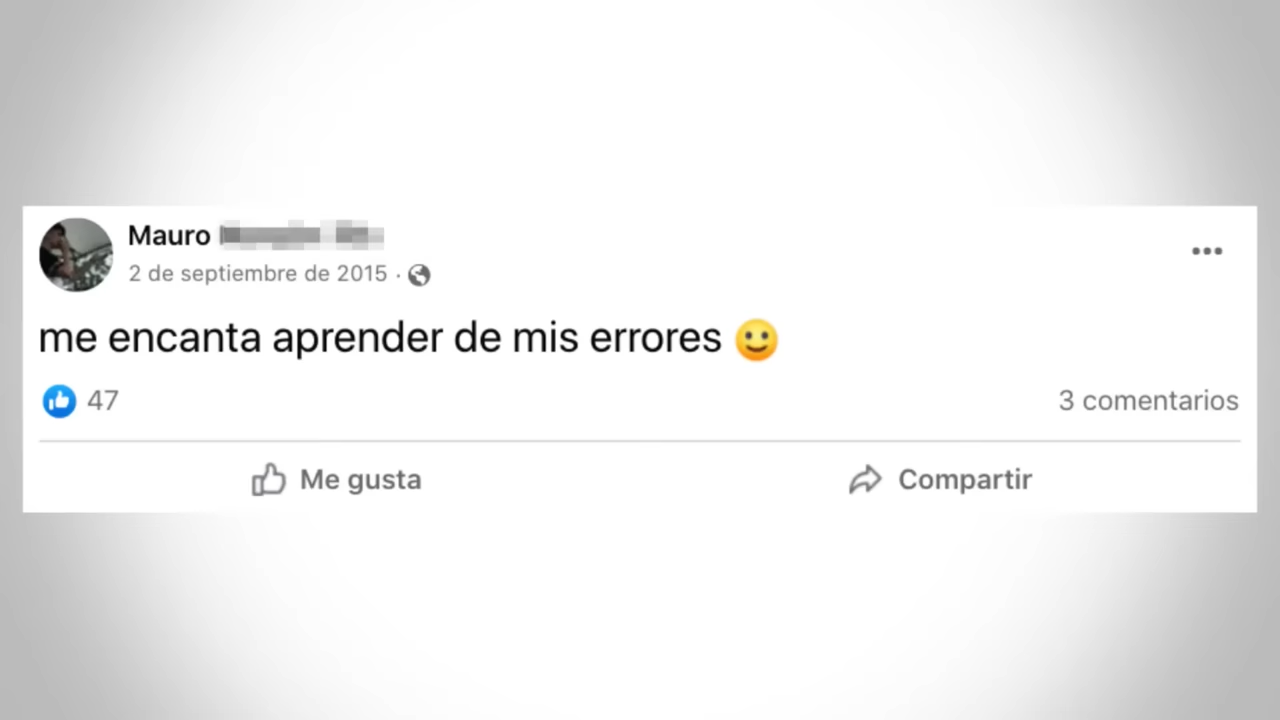 Mauro
2 de septiembre de 2015 ·
me encanta aprender de mis errores 🙂
47
3 comentarios
Me gusta
Compartir